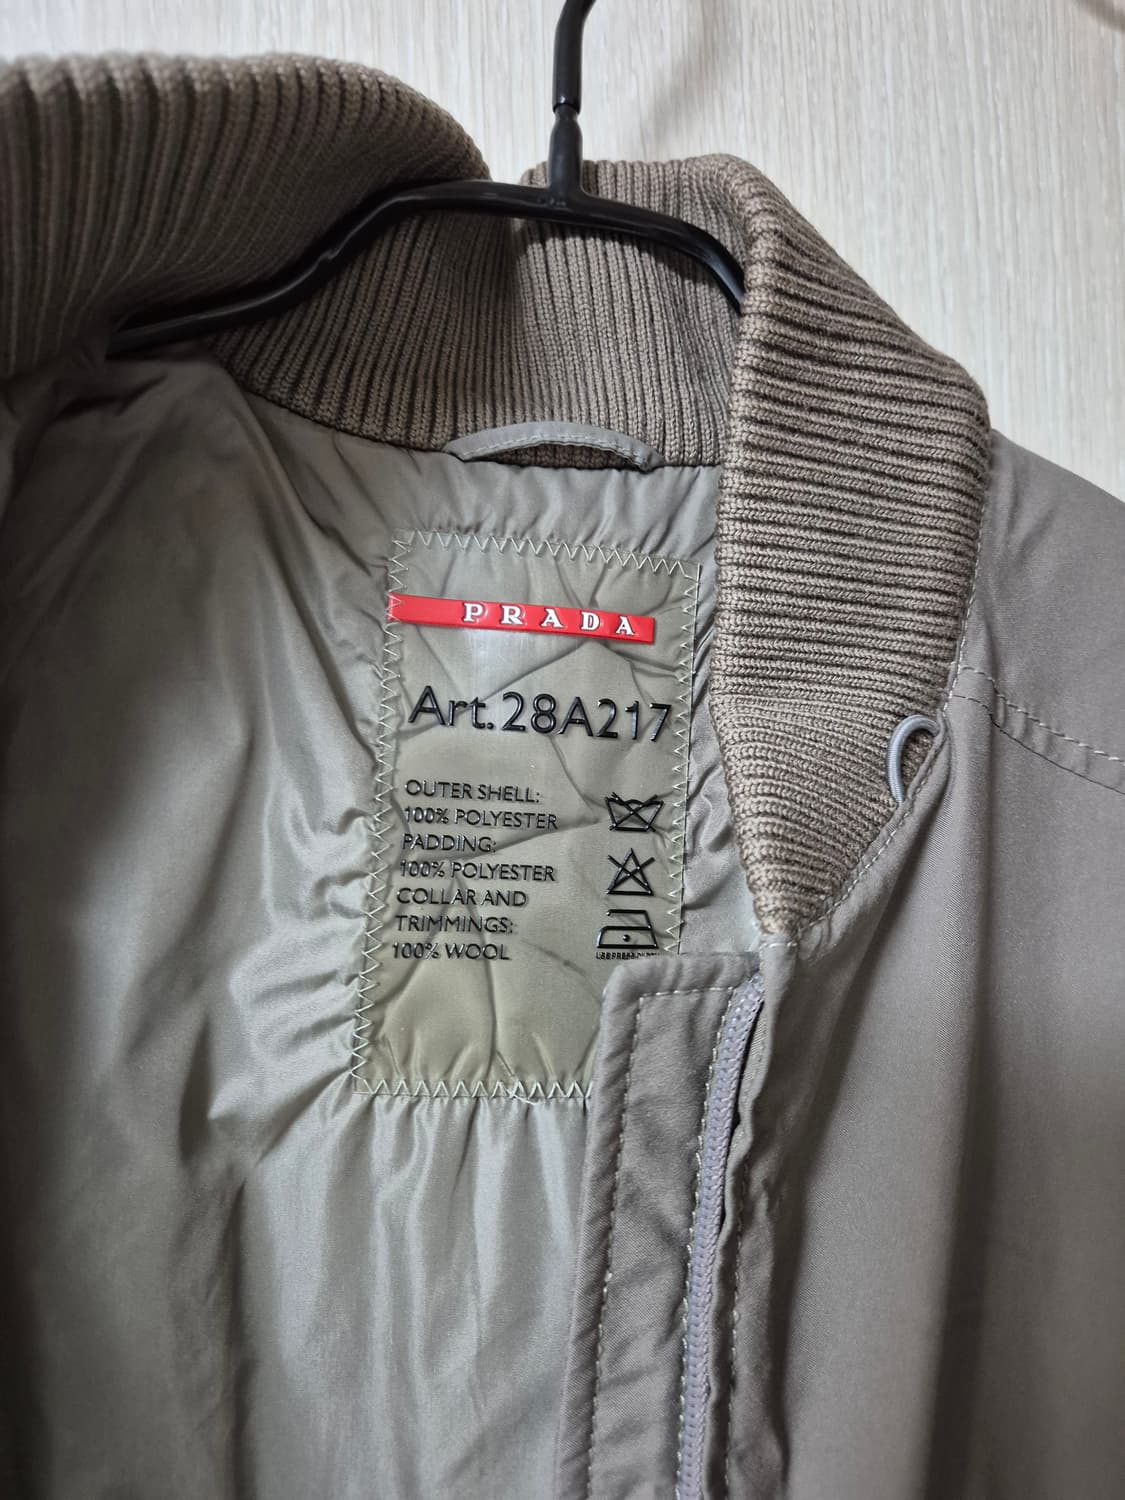 PRADA
Art.28A217
OUTER SHELL:
100% POLYESTER
PADDING:
100% POLYESTER
COLLAR AND
TRIMMINGS:
100% WOOL